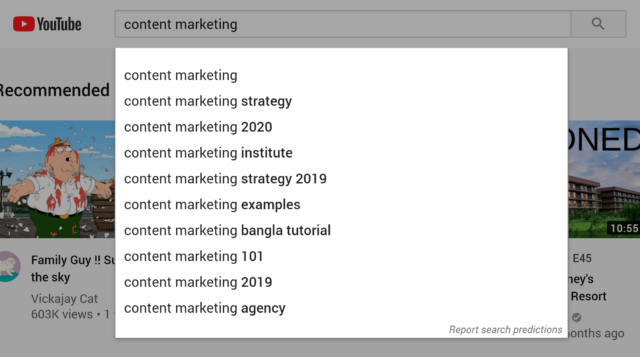 YouTube
content marketing
content marketing
content marketing strategy
content marketing 2020
content marketing institute
content marketing strategy 2019
content marketing examples
content marketing bangla tutorial
content marketing 101
content marketing 2019
content marketing agency
Report search predictions
Recommended
ONED
10:55
Family Guy !! Su
the sky
Vickajay Cat
603K views • 1
E45
ney's
Resort
onths ago